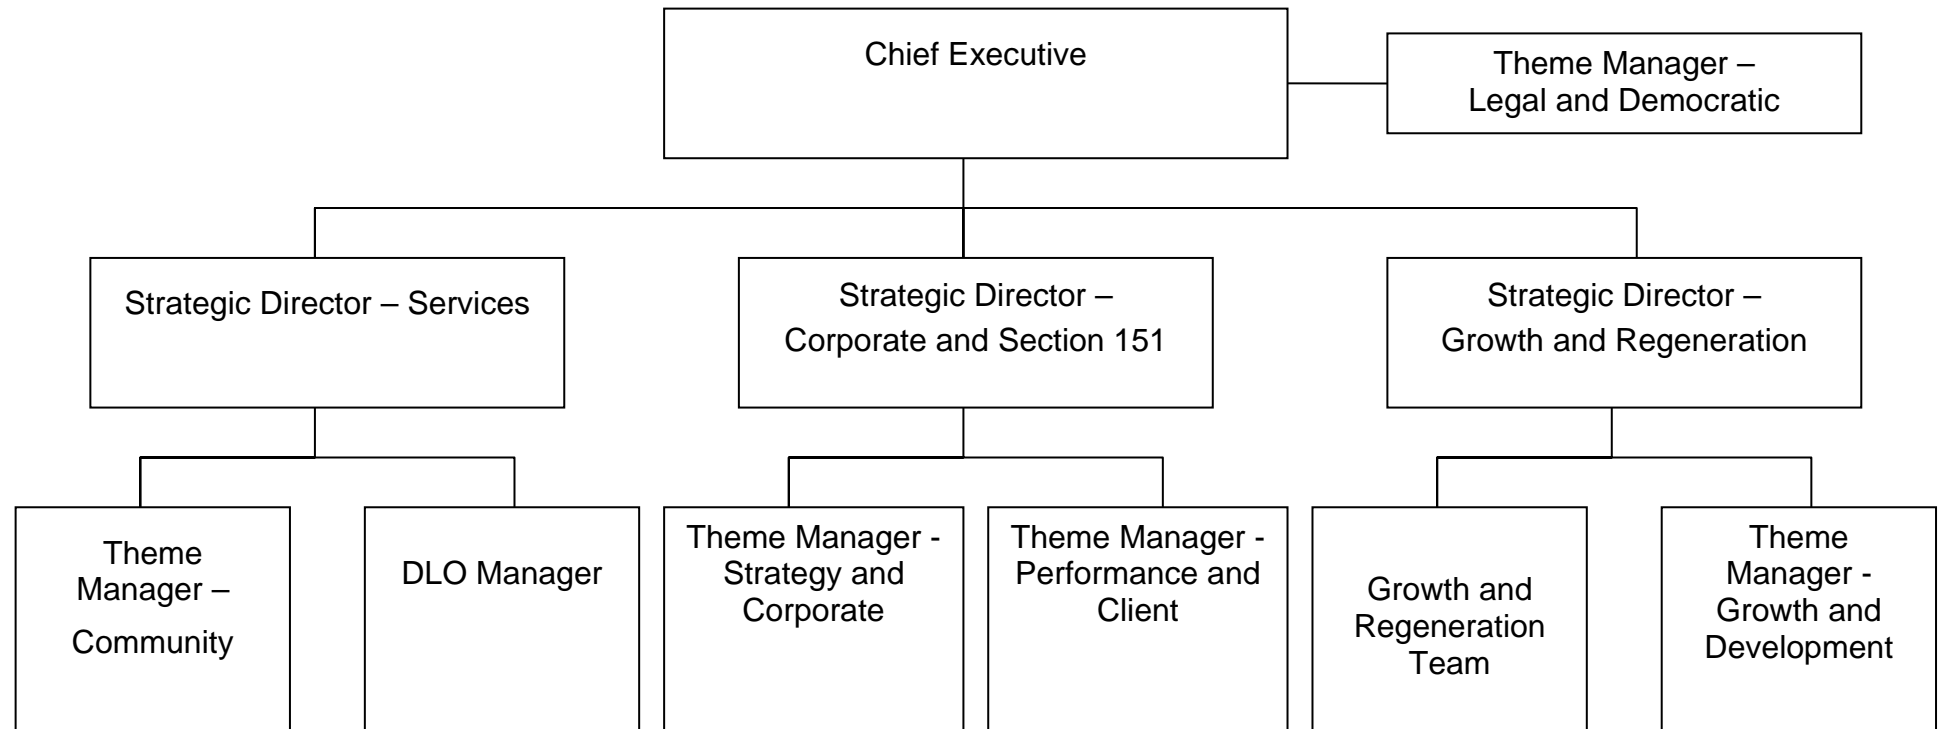 Chief Executive
Theme Manager –
Legal and Democratic
Strategic Director – Services
Strategic Director –
Corporate and Section 151
Strategic Director –
Growth and Regeneration
Theme
Manager –
Community
DLO Manager
Theme Manager -
Strategy and
Corporate
Theme Manager -
Performance and
Client
Growth and
Regeneration
Team
Theme
Manager -
Growth and
Development